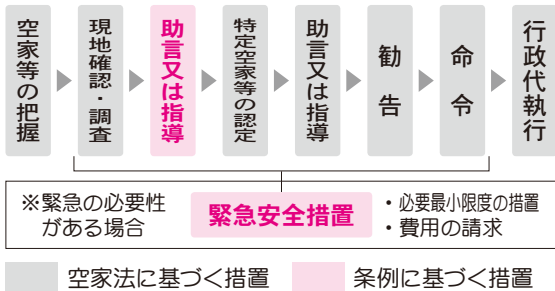 空家等の把握
現地確認・調査
助言又は指導
特定空家等の認定
助言又は指導
勧告
命令
行政代執行
※緊急の必要性
がある場合
緊急安全措置
・必要最小限度の措置
・費用の請求
空家法に基づく措置
条例に基づく措置